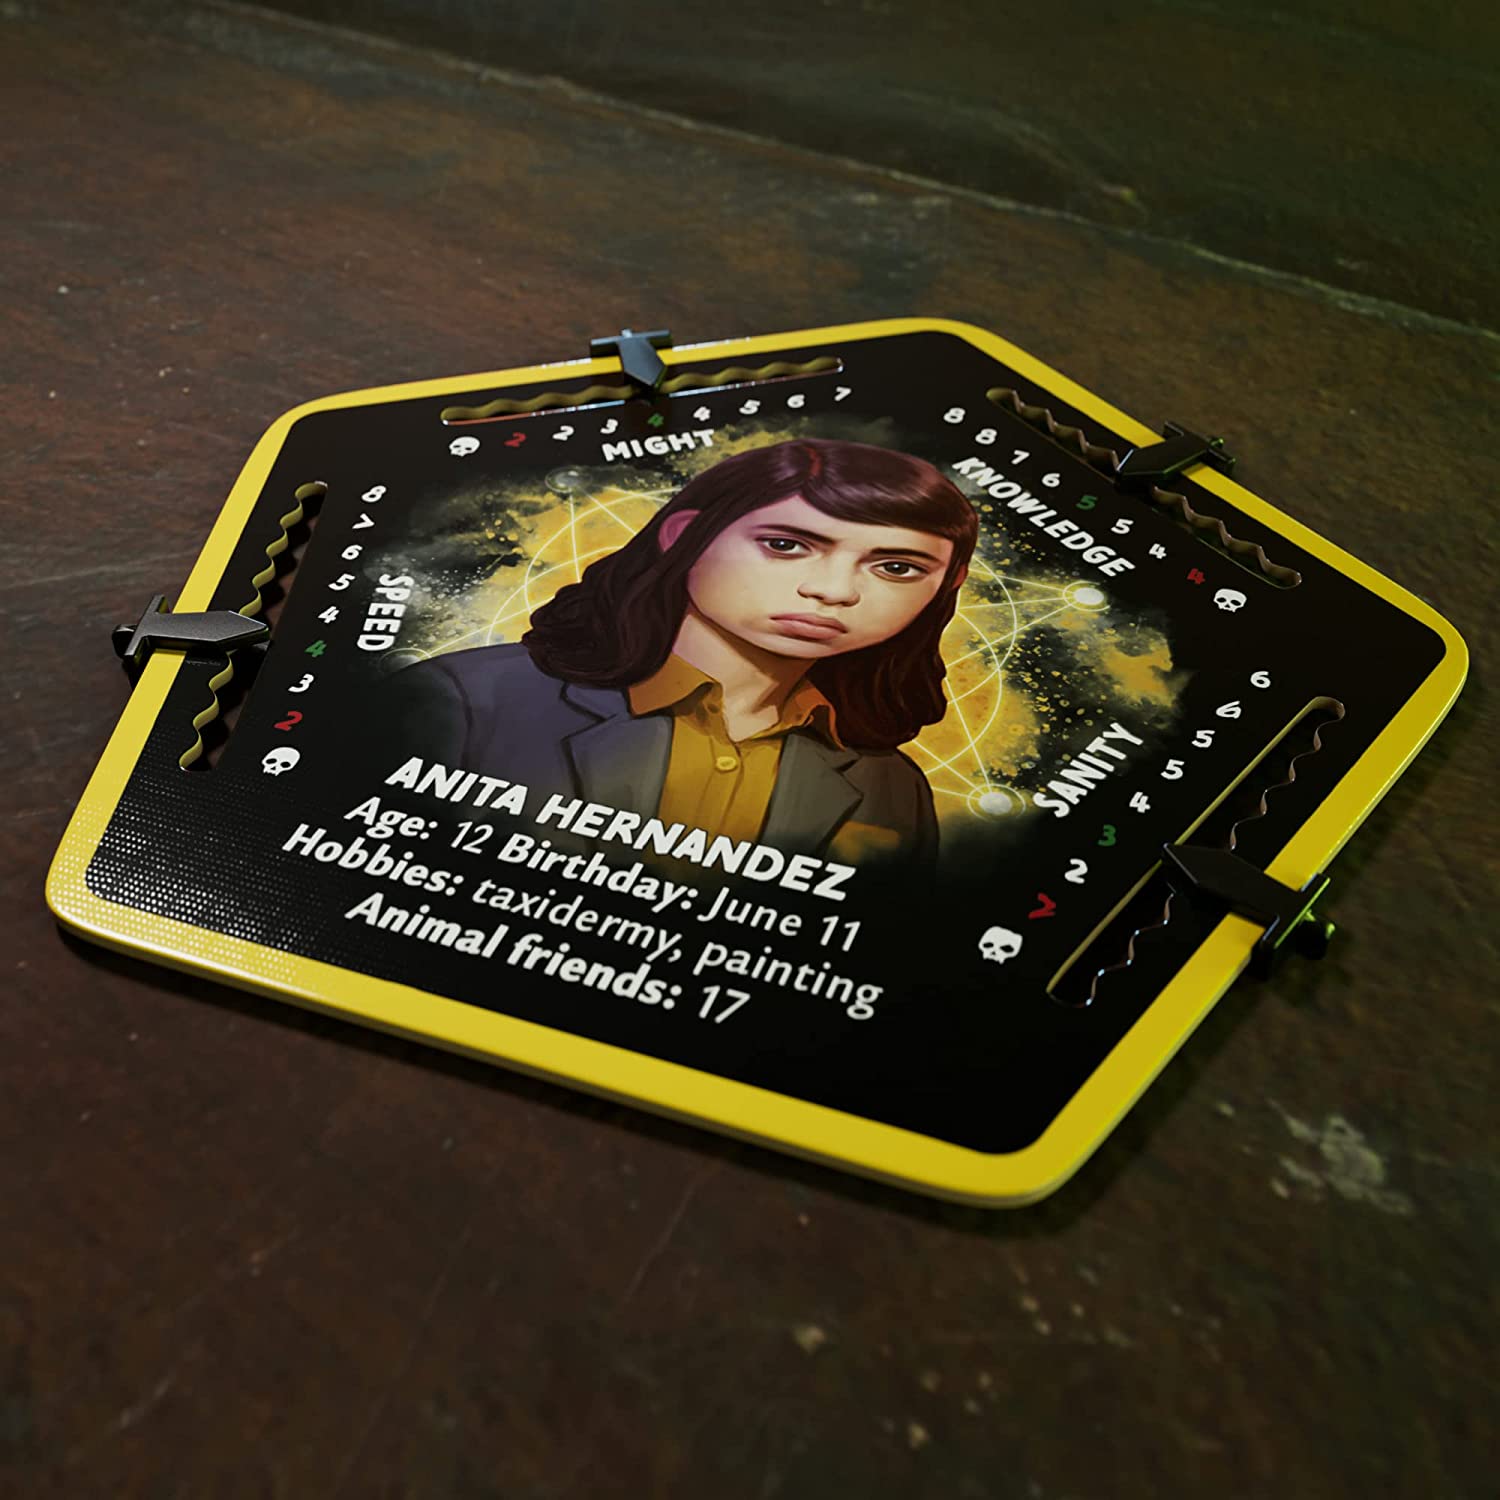 💀 2 2 3 4 4 5 6 7
MIGHT
8 8 7 6 5 5 4 4 💀
KNOWLEDGE
8 7 6 5 4 4 3 2 💀
SPEED
6 6 5 5 4 3 2 2 💀
SANITY
ANITA HERNANDEZ
Age: 12 Birthday: June 11
Hobbies: taxidermy, painting
Animal friends: 17